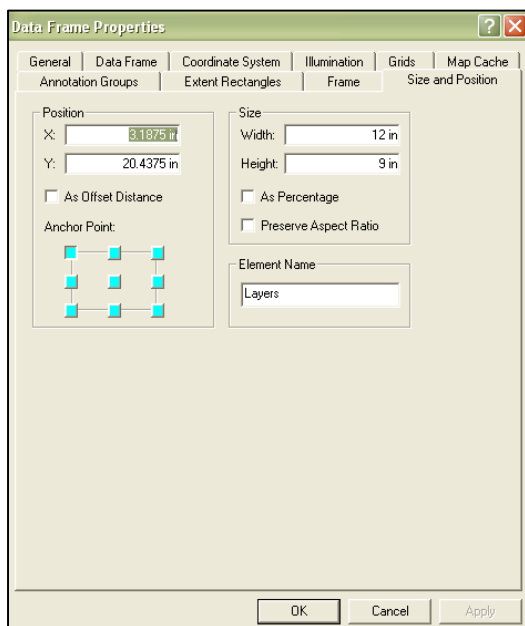 Data Frame Properties
General Data Frame Coordinate System Illumination Grids Map Cache
Annotation Groups Extent Rectangles Frame Size and Position
Position
X: 3.1875 in
Y: 20.4375 in
As Offset Distance
Anchor Point:
Size
Width: 12 in
Height: 9 in
As Percentage
Preserve Aspect Ratio
Element Name
Layers
OK Cancel Apply